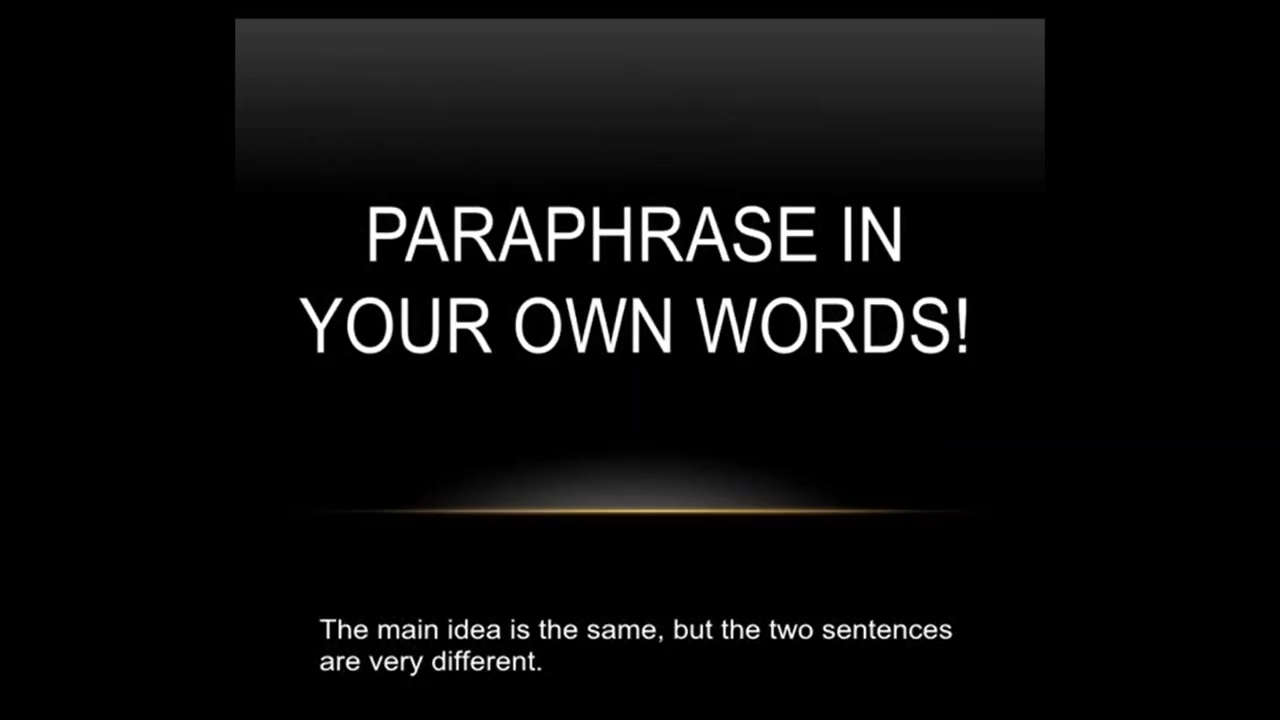 PARAPHRASE IN
YOUR OWN WORDS!
The main idea is the same, but the two sentences
are very different.